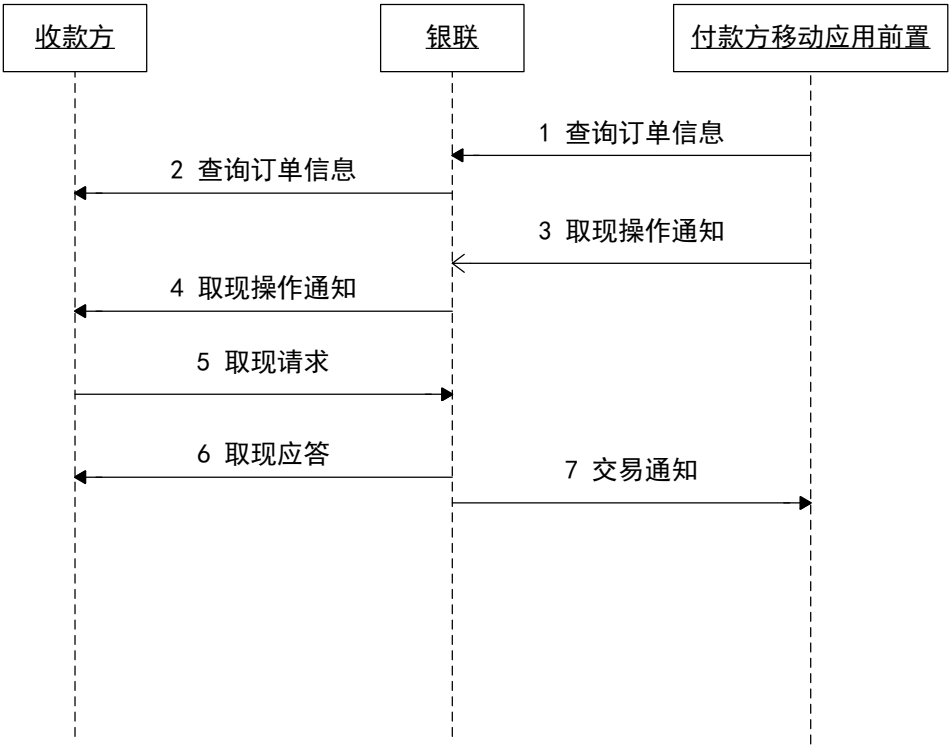 收款方
银联
付款方移动应用前置
1 查询订单信息
2 查询订单信息
3 取现操作通知
4 取现操作通知
5 取现请求
6 取现应答
7 交易通知